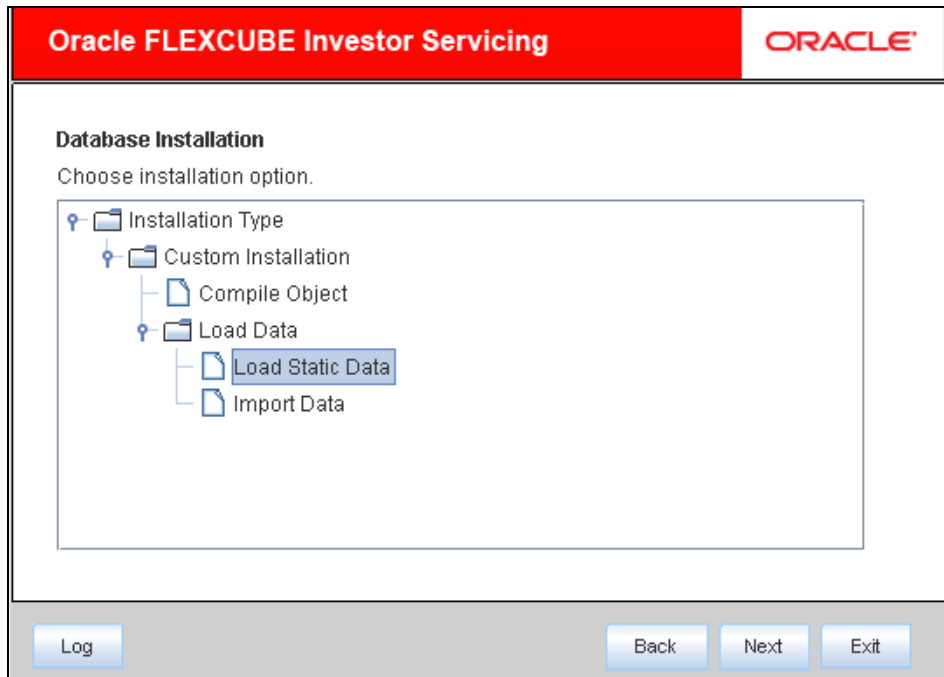 Oracle FLEXCUBE Investor Servicing
ORACLE
Database Installation
Choose installation option.
Installation Type
Custom Installation
Compile Object
Load Data
Load Static Data
Import Data
Log
Back
Next
Exit